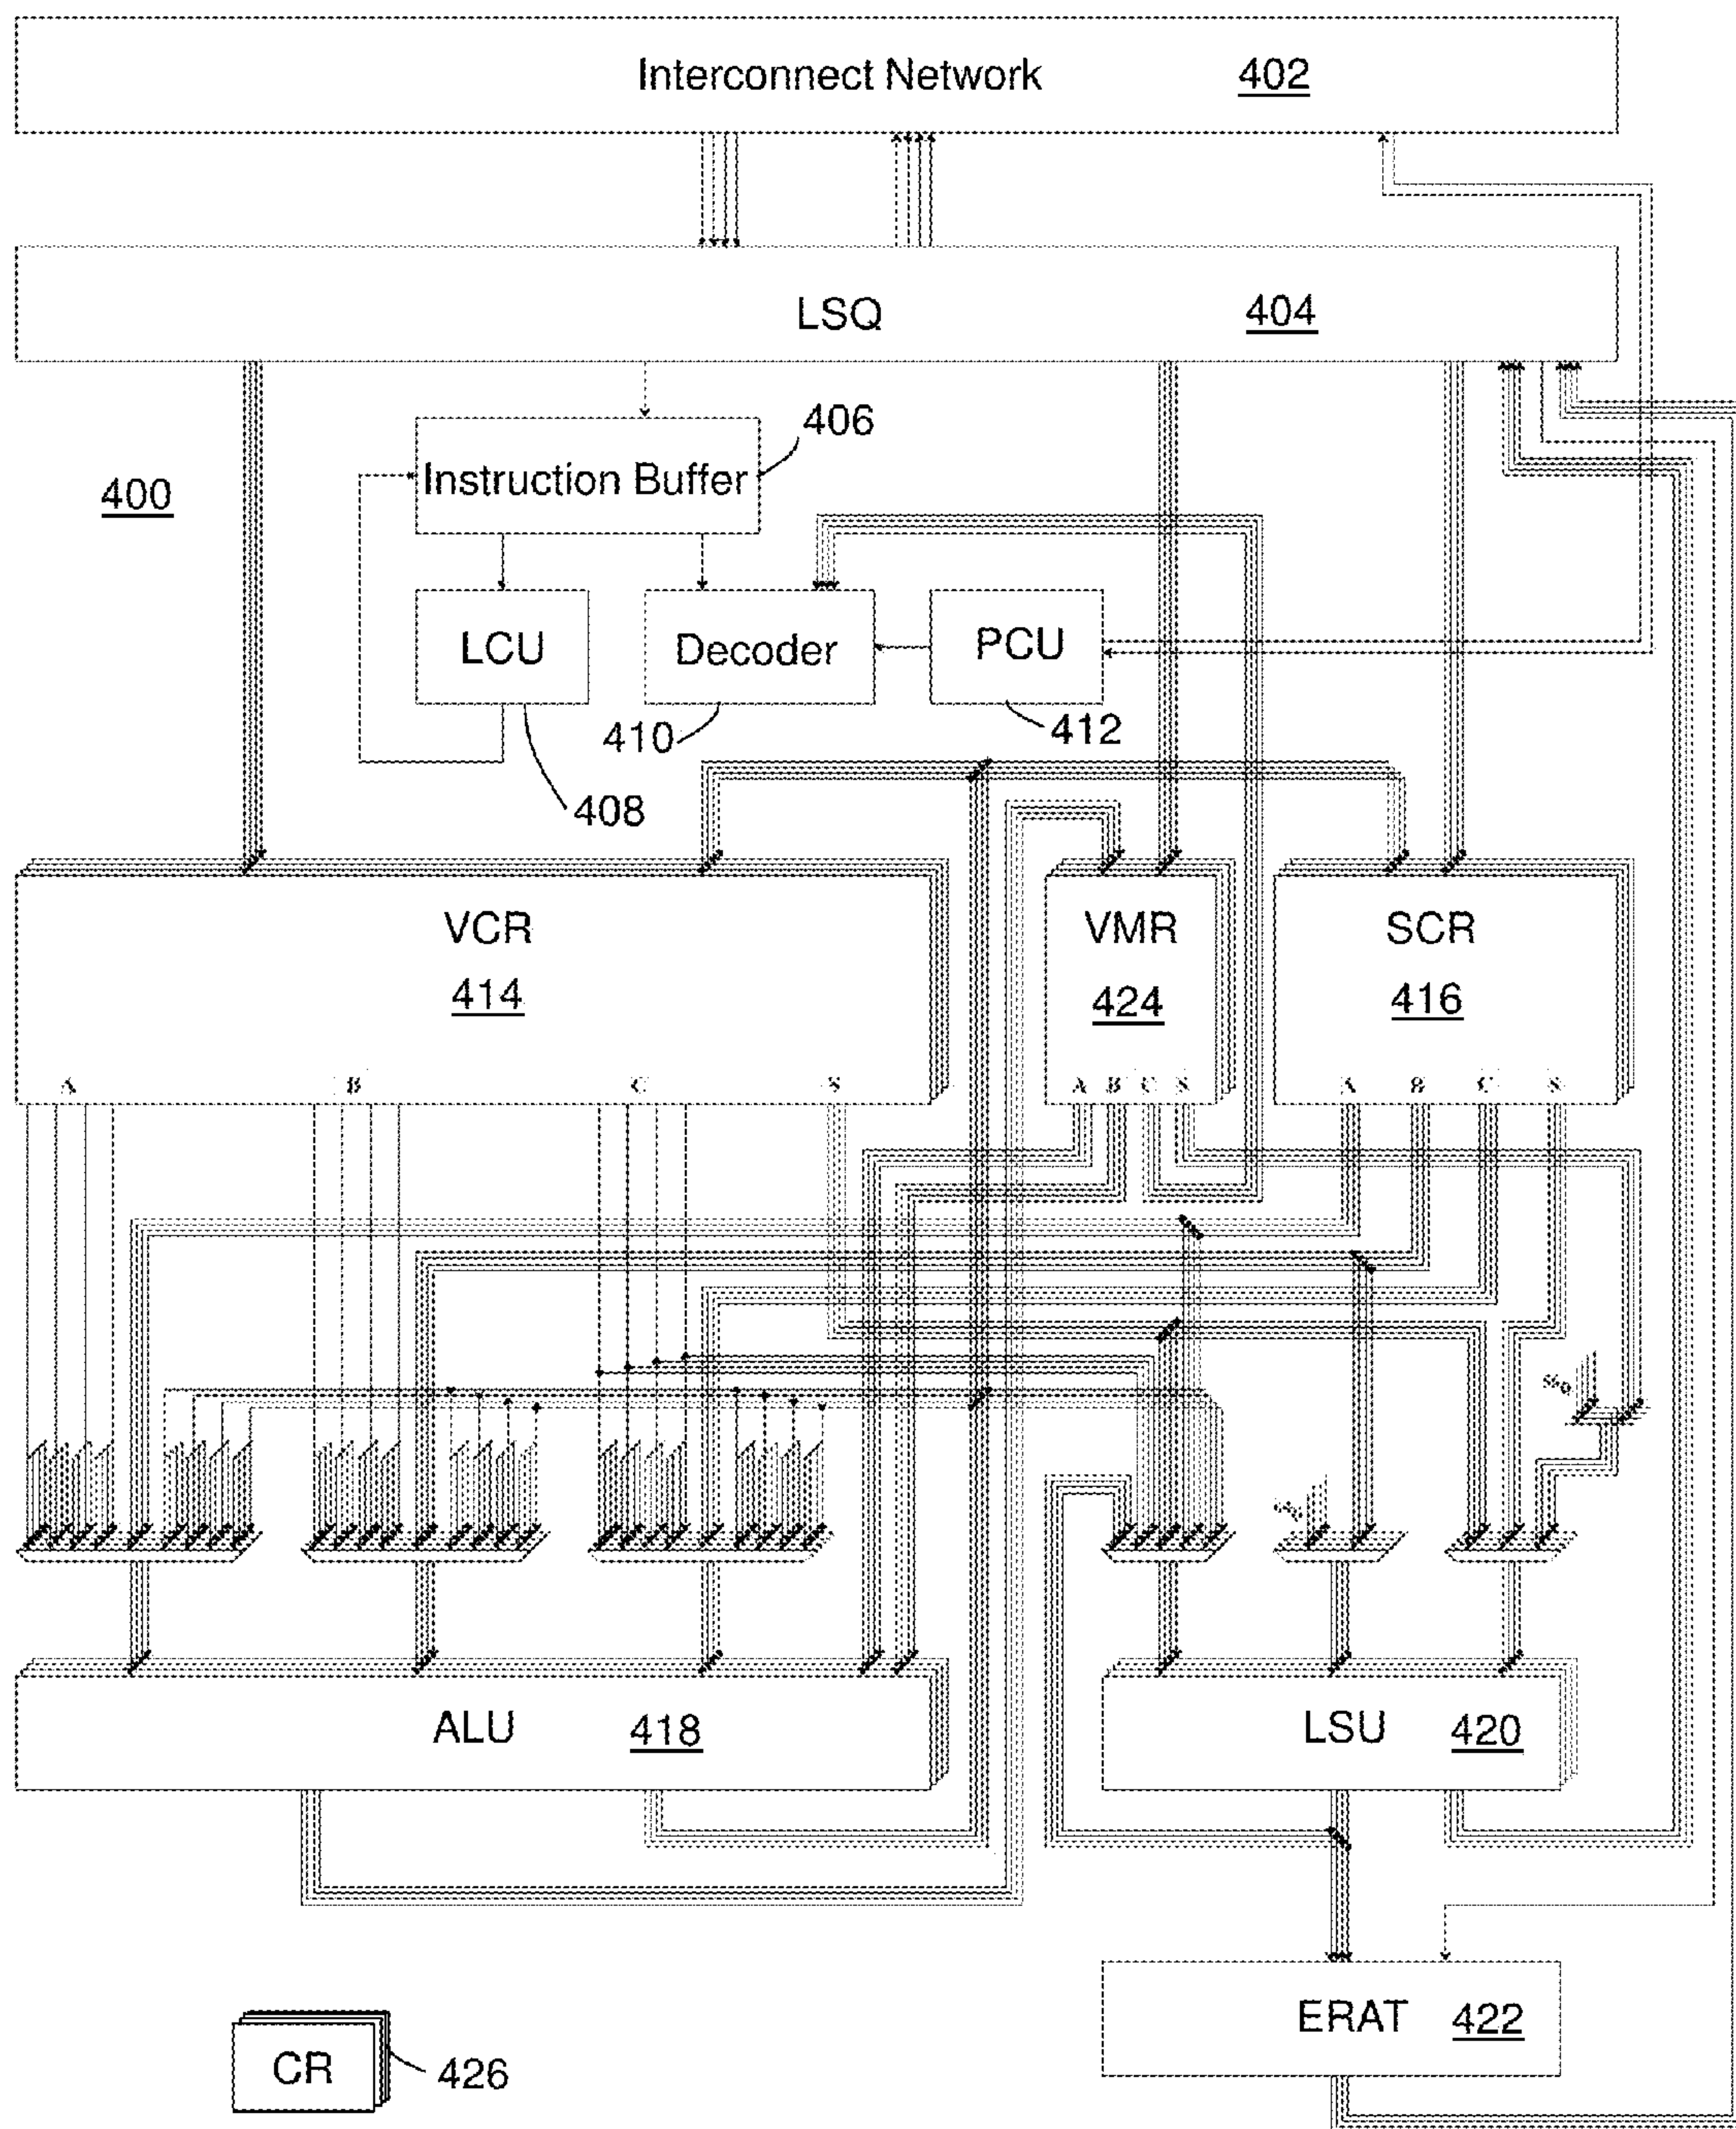 Interconnect Network 402
LSQ 404
406
Instruction Buffer
400
LCU
Decoder
PCU
410
412
408
VCR
414
VMR
424
SCR
416
A B C S
A B C S
A B C S
ALU 418
LSU 420
ERAT 422
CR
426